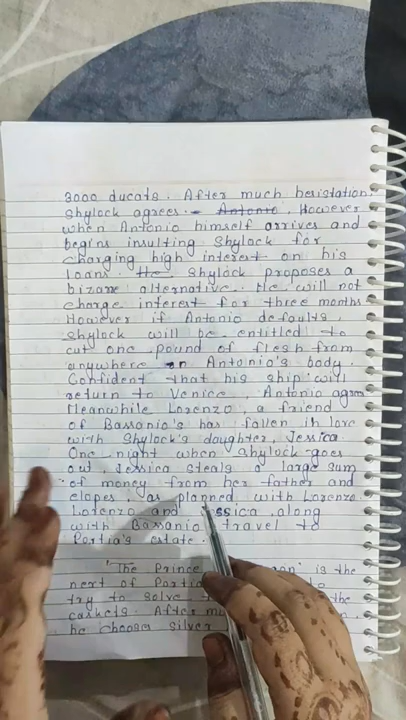 3000 ducats. After much hesistation
Shylock agrees. Antonio. However
when Antonio himself arrives and
begins insulting Shylock for
charging high interest on his
loans. the Shylock proposes a
bizare alternative. He will not
charge interest for three months
However if Antonio defaults,
Shylock will be entitled to
cut one pound of flesh from
anywhere on Antonio's body.
Confident that his ship will
return to Venice, Antonio agrees
Meanwhile Lorenzo, a friend
of Bassanio's has fallen in love
with Shylock's daughter, Jessica.
One night when Shylock goes
out, Jessica steals a large sum
of money from her father and
elopes, as planned, with Lorenzo.
Lorenzo and ssica, along
with Bassanio travel to
Portia's estate.
"The Prince on" is the
next of Portia to
try to solve the
caskets. After
he chooses silver